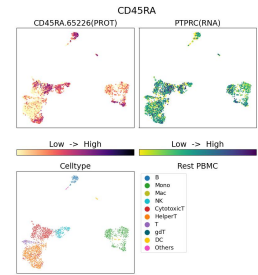 CD45RA
CD45RA.65226(PROT)
PTPRC(RNA)
Low -> High
Low -> High
Celltype
Rest PBMC
B
Mono
Mac
NK
CytotoxicT
HelperT
T
gdT
DC
Others